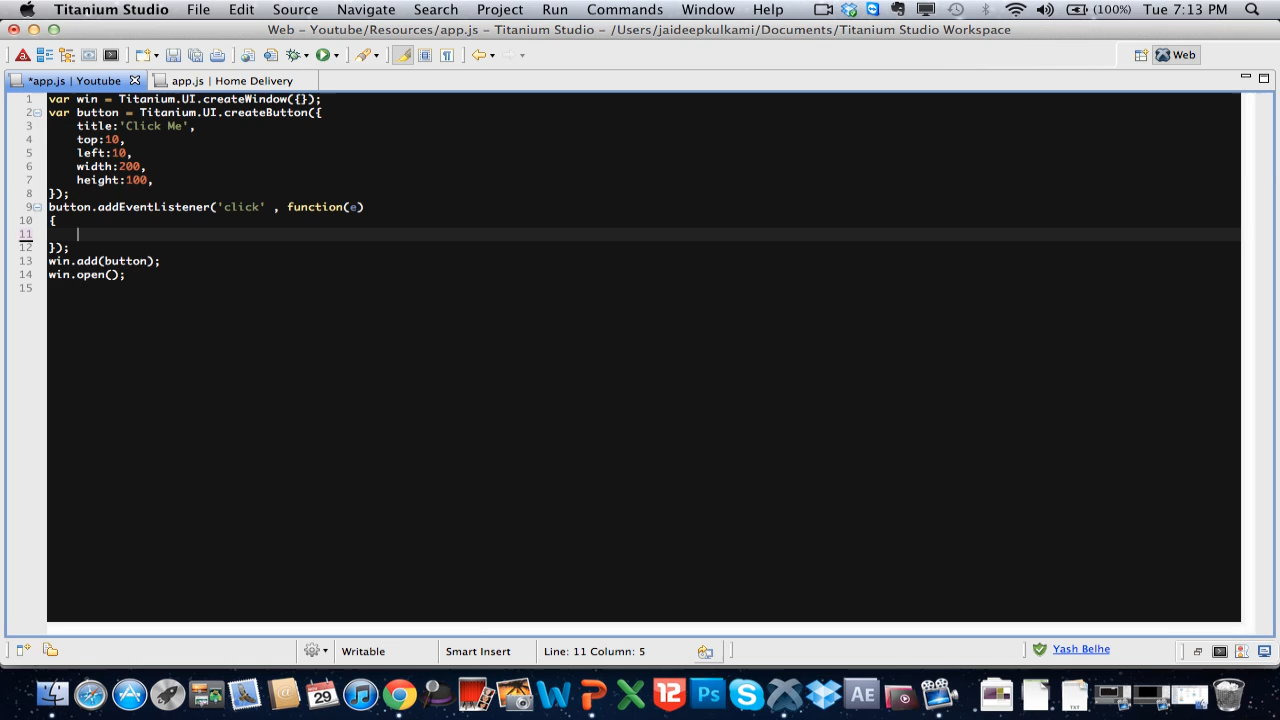 Titanium Studio File Edit Source Navigate Search Project Run Commands Window Help (100%) Tue 7:13 PM
Web – Youtube/Resources/app.js – Titanium Studio – /Users/jaideepkulkarni/Documents/Titanium Studio Workspace
Web
*app.js | Youtube app.js | Home Delivery
1 var win = Titanium.UI.createWindow({});
2 var button = Titanium.UI.createButton({
3 title:'Click Me',
4 top:10,
5 left:10,
6 width:200,
7 height:100,
8 });
9 button.addEventListener('click' , function(e)
10 {
11
12 });
13 win.add(button);
14 win.open();
15
Writable Smart Insert Line: 11 Column: 5 Yash Belhe
29 12 Ps AE